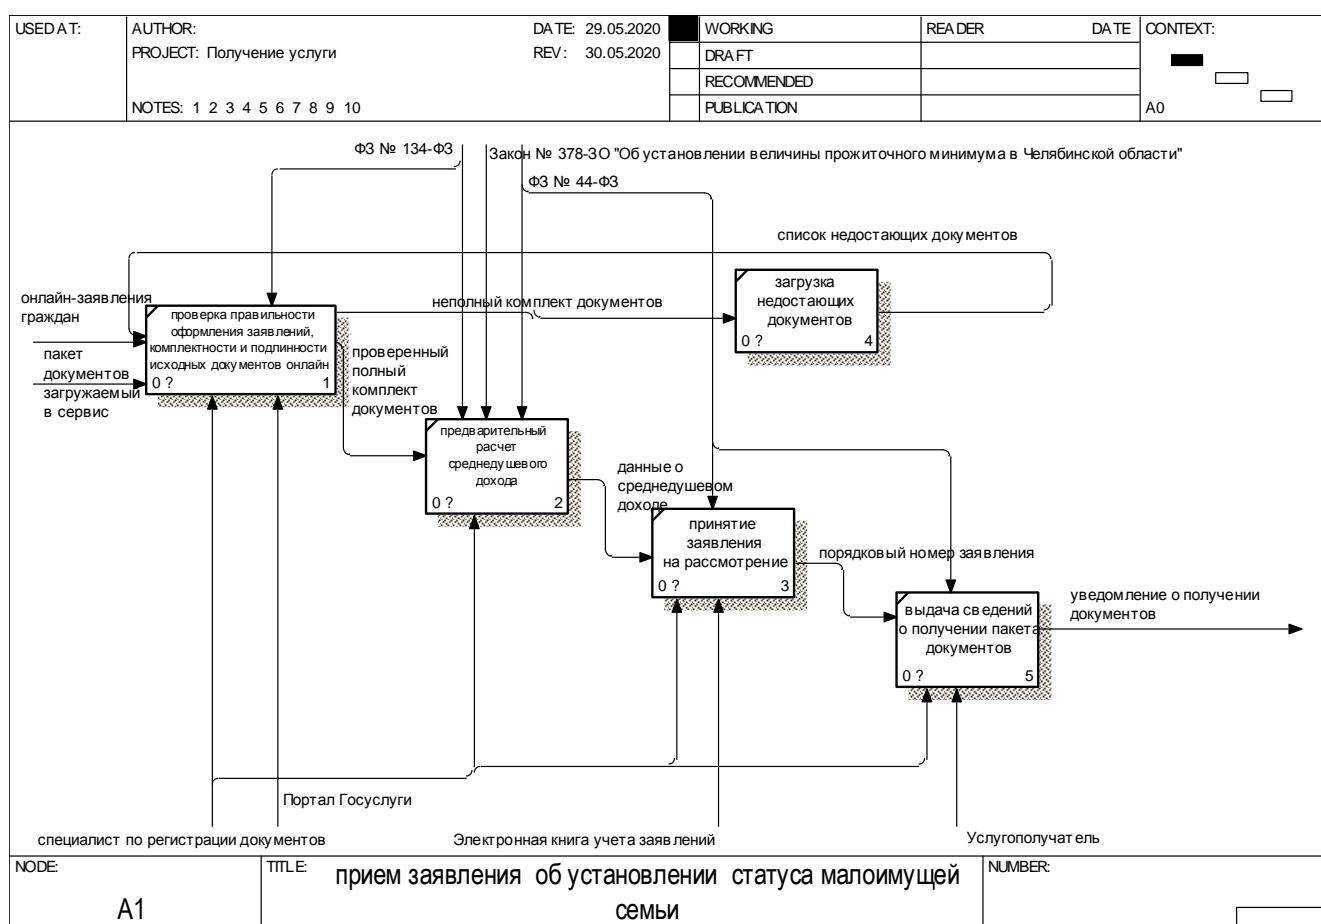 USED AT:
AUTHOR:
DATE: 29.05.2020
WORKING
READER
DATE
CONTEXT:
PROJECT: Получение услуги
REV: 30.05.2020
DRAFT
RECOMMENDED
NOTES: 1 2 3 4 5 6 7 8 9 10
PUBLICATION
A0
ФЗ № 134-ФЗ
Закон № 378-ЗО "Об установлении величины прожиточного минимума в Челябинской области"
ФЗ № 44-ФЗ
список недостающих документов
онлайн-заявления
граждан
пакет
документов
загружаемый
в сервис
проверка правильности
оформления заявлений,
комплектности и подлинности
исходных документов онлайн
0 ?
1
неполный комплект документов
загрузка
недостающих
документов
0 ?
4
проверенный
полный
комплект
документов
предварительный
расчет
среднедушевого
дохода
0 ?
2
данные о
среднедушевом
доходе
принятие
заявления
на рассмотрение
0 ?
3
порядковый номер заявления
выдача сведений
о получении пакета
документов
0 ?
5
уведомление о получении
документов
Портал Госуслуги
специалист по регистрации документов
Электронная книга учета заявлений
Услугополучатель
NODE:
A1
TITLE:
прием заявления об установлении статуса малоимущей
семьи
NUMBER: